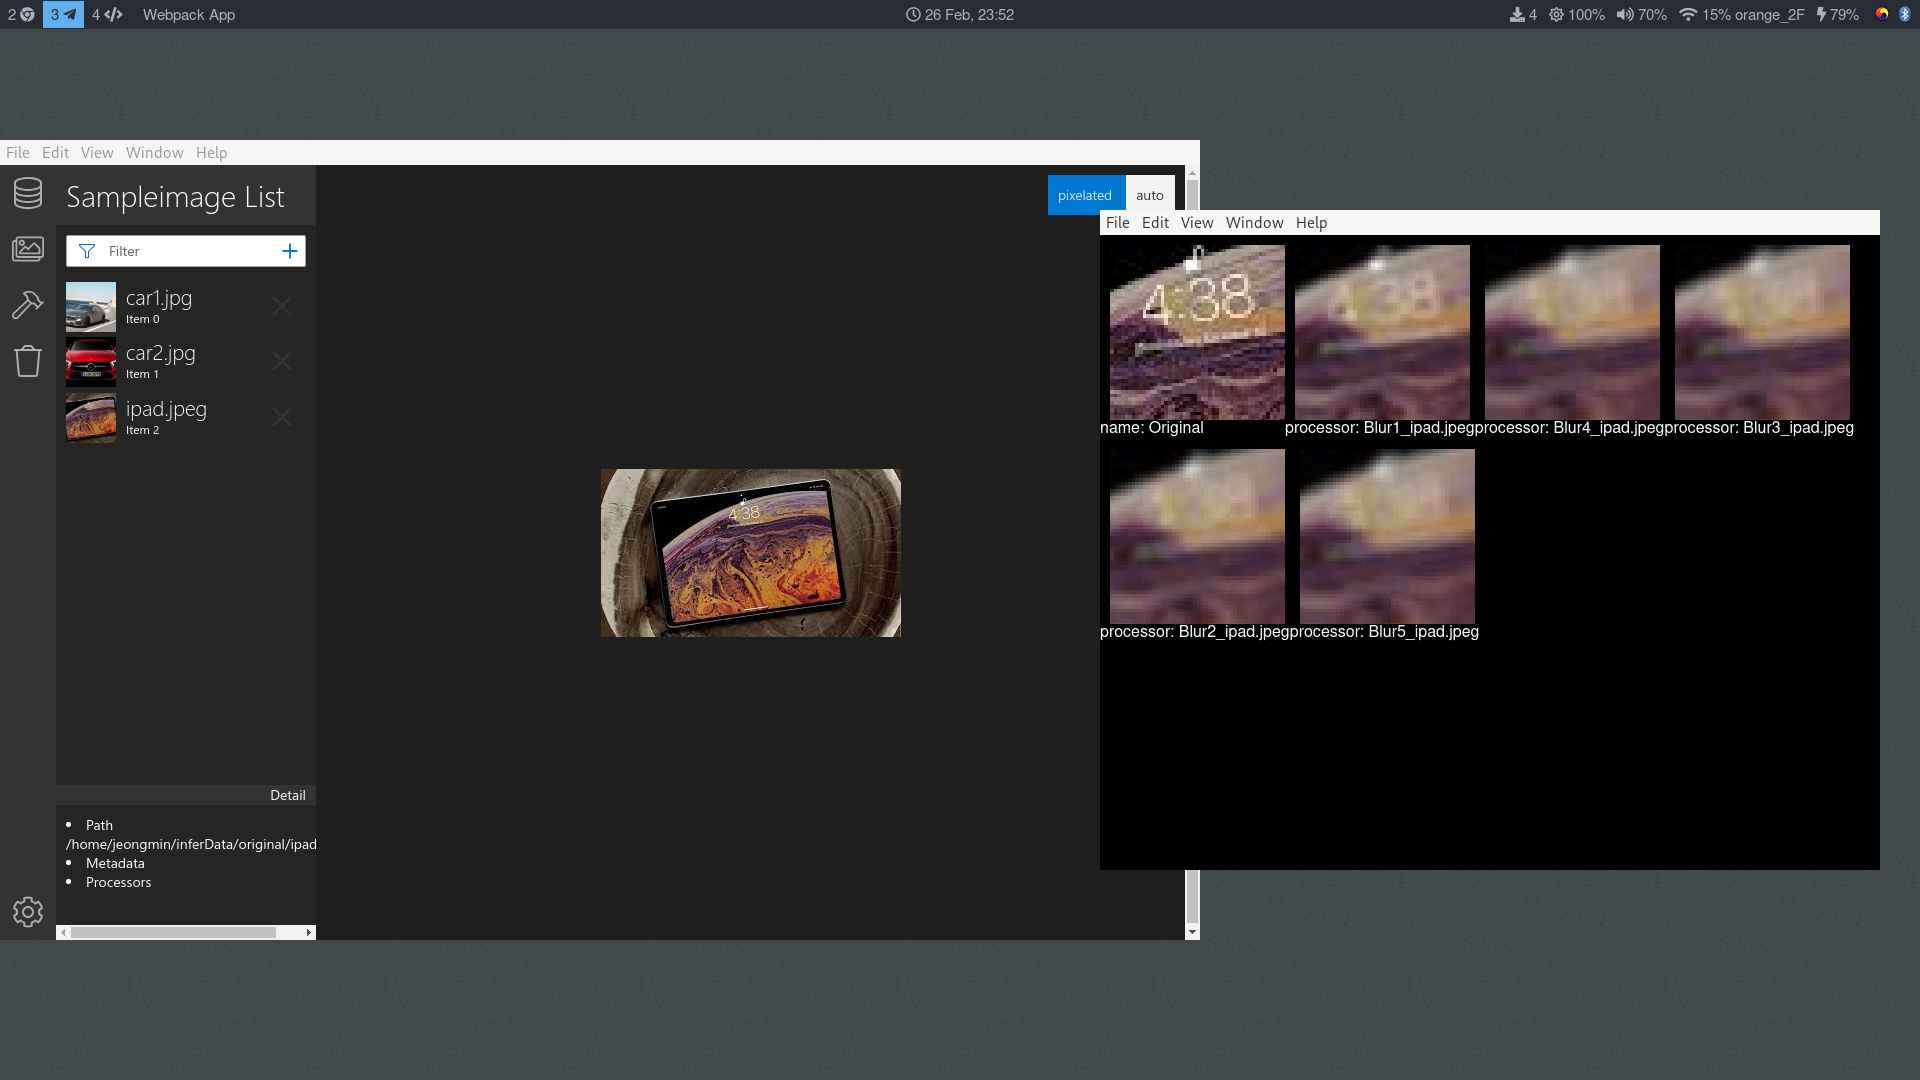 2 3 4 Webpack App 26 Feb, 23:52 4 100% 70% 15% orange_2F 79%
File Edit View Window Help
Sampleimage List
Filter
car1.jpg
Item 0
car2.jpg
Item 1
ipad.jpeg
Item 2
Detail
Path
/home/jeongmin/inferData/original/ipad
Metadata
Processors
pixelated auto
4:38
File Edit View Window Help
4:38
name: Original processor: Blur1_ipad.jpeg processor: Blur4_ipad.jpeg processor: Blur3_ipad.jpeg
processor: Blur2_ipad.jpeg processor: Blur5_ipad.jpeg